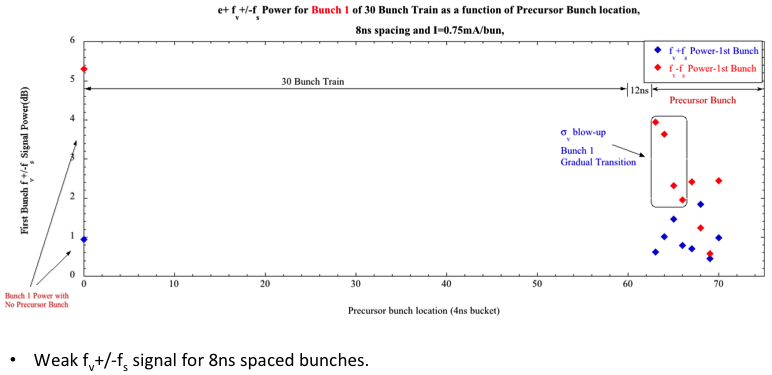 e+ fv+/-fs Power for Bunch 1 of 30 Bunch Train as a function of Precursor Bunch location,
8ns spacing and I=0.75mA/bun,
fv+fs Power-1st Bunch
fv-fs Power-1st Bunch
30 Bunch Train
12ns
Precursor Bunch
σv blow-up
Bunch 1
Gradual Transition
First Bunch fv+/-fs Signal Power(dB)
6
5
4
3
2
1
0
0
10
20
30
40
50
60
70
Bunch 1 Power with
No Precursor Bunch
Precursor bunch location (4ns bucket)
• Weak fv+/-fs signal for 8ns spaced bunches.